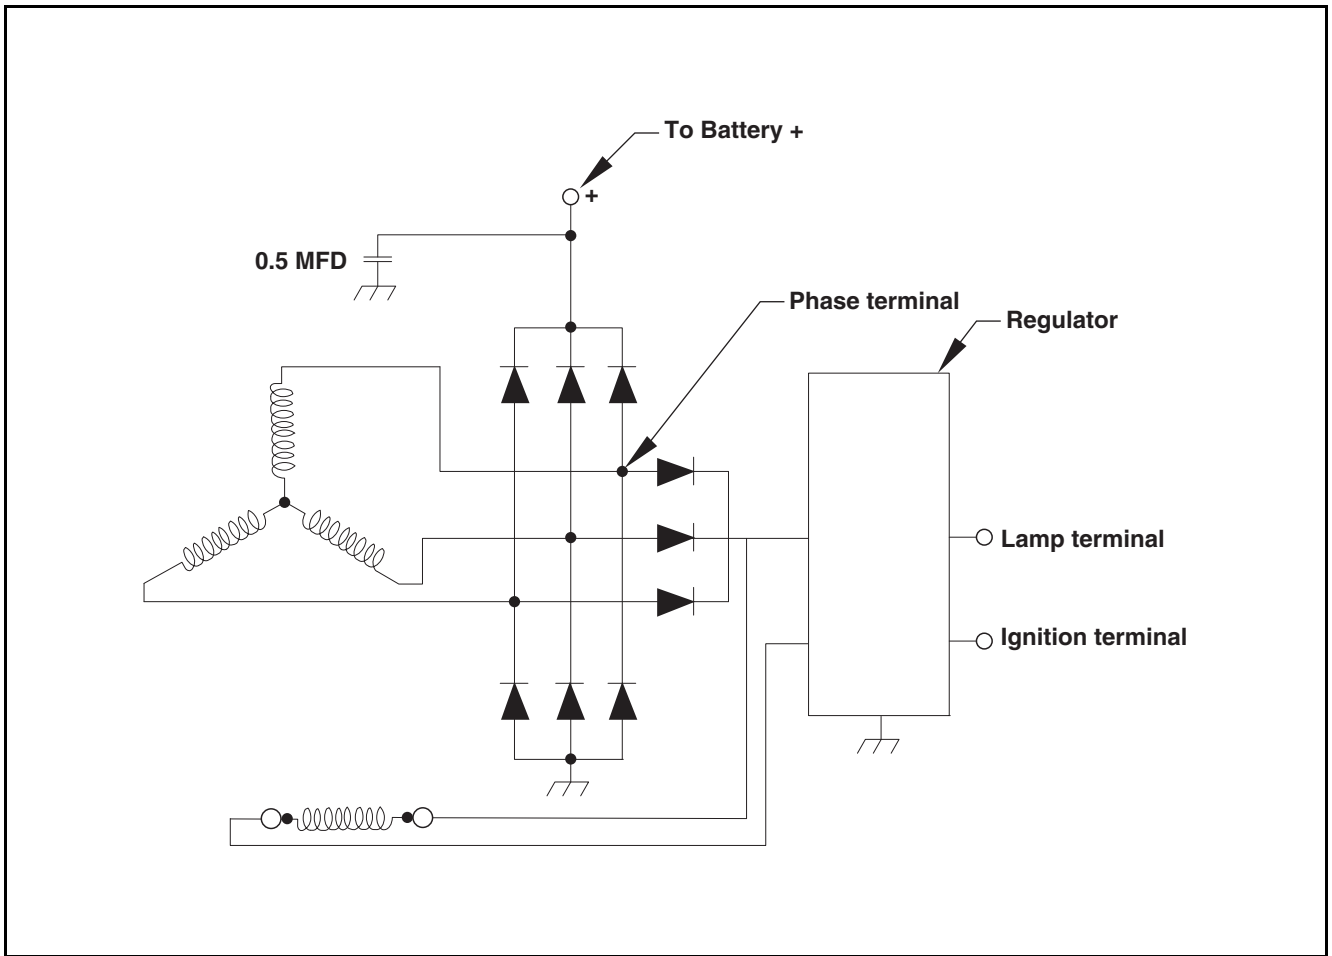 To Battery +
+
0.5 MFD
Phase terminal
Regulator
Lamp terminal
Ignition terminal